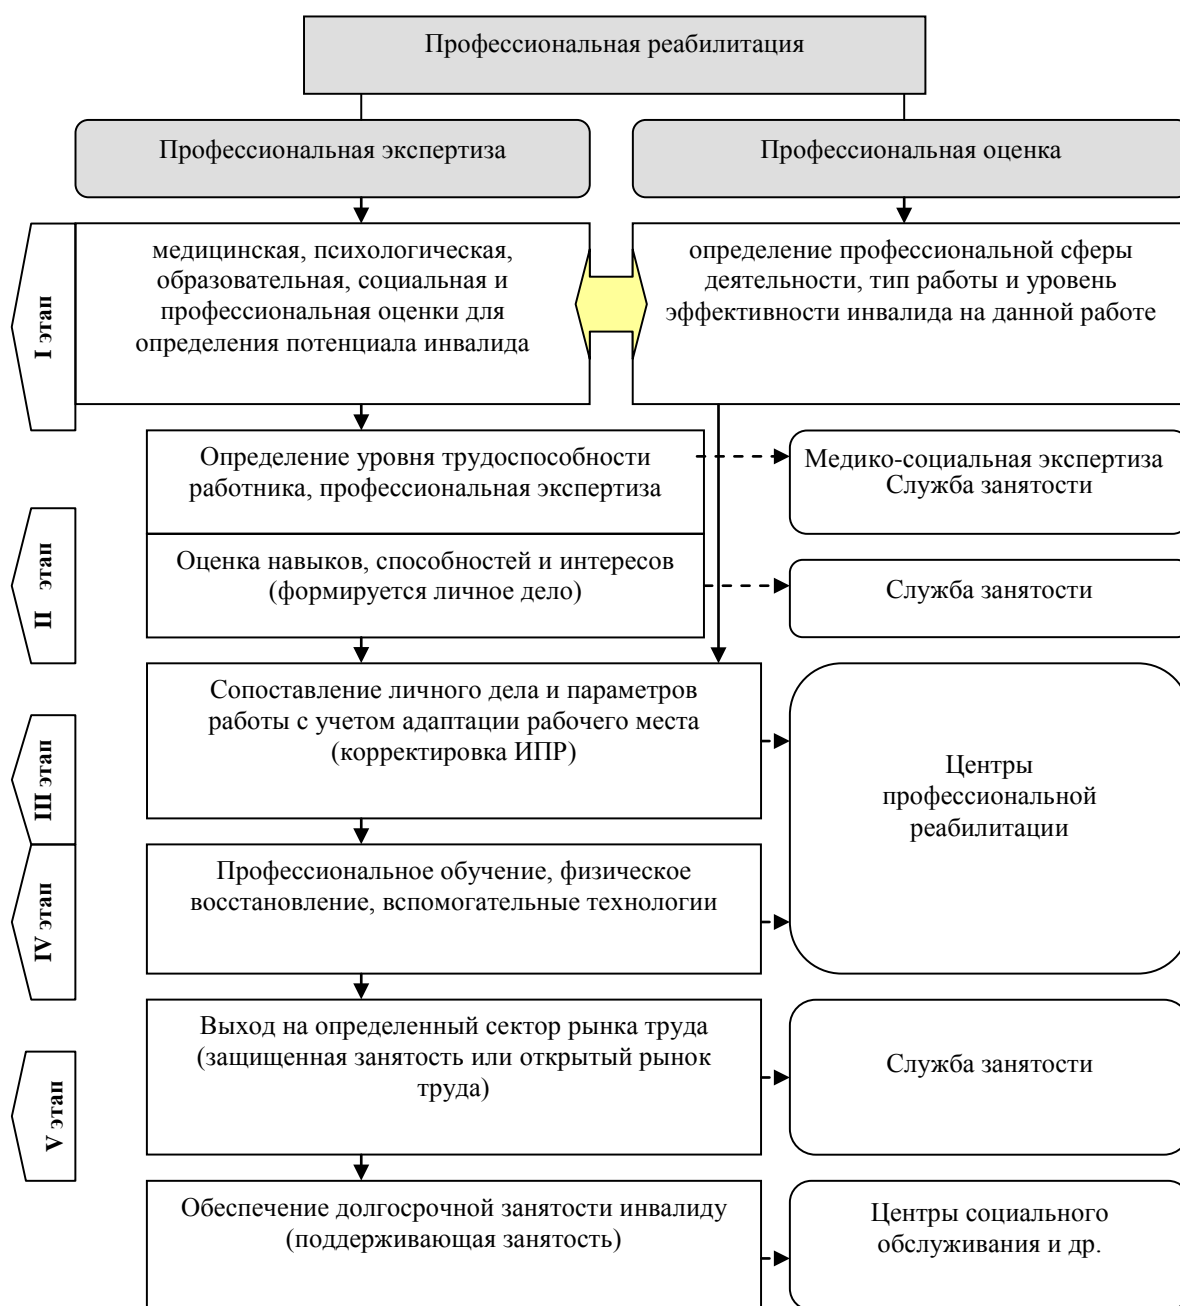 Профессиональная реабилитация
Профессиональная экспертиза
Профессиональная оценка
I этап
медицинская, психологическая,
образовательная, социальная и
профессиональная оценки для
определения потенциала инвалида
определение профессиональной сферы
деятельности, тип работы и уровень
эффективности инвалида на данной работе
Определение уровня трудоспособности
работника, профессиональная экспертиза
Медико-социальная экспертиза
Служба занятости
II этап
Оценка навыков, способностей и интересов
(формируется личное дело)
Служба занятости
III этап
Сопоставление личного дела и параметров
работы с учетом адаптации рабочего места
(корректировка ИПР)
Центры
профессиональной
реабилитации
IV этап
Профессиональное обучение, физическое
восстановление, вспомогательные технологии
V этап
Выход на определенный сектор рынка труда
(защищенная занятость или открытый рынок
труда)
Служба занятости
Обеспечение долгосрочной занятости инвалиду
(поддерживающая занятость)
Центры социального
обслуживания и др.